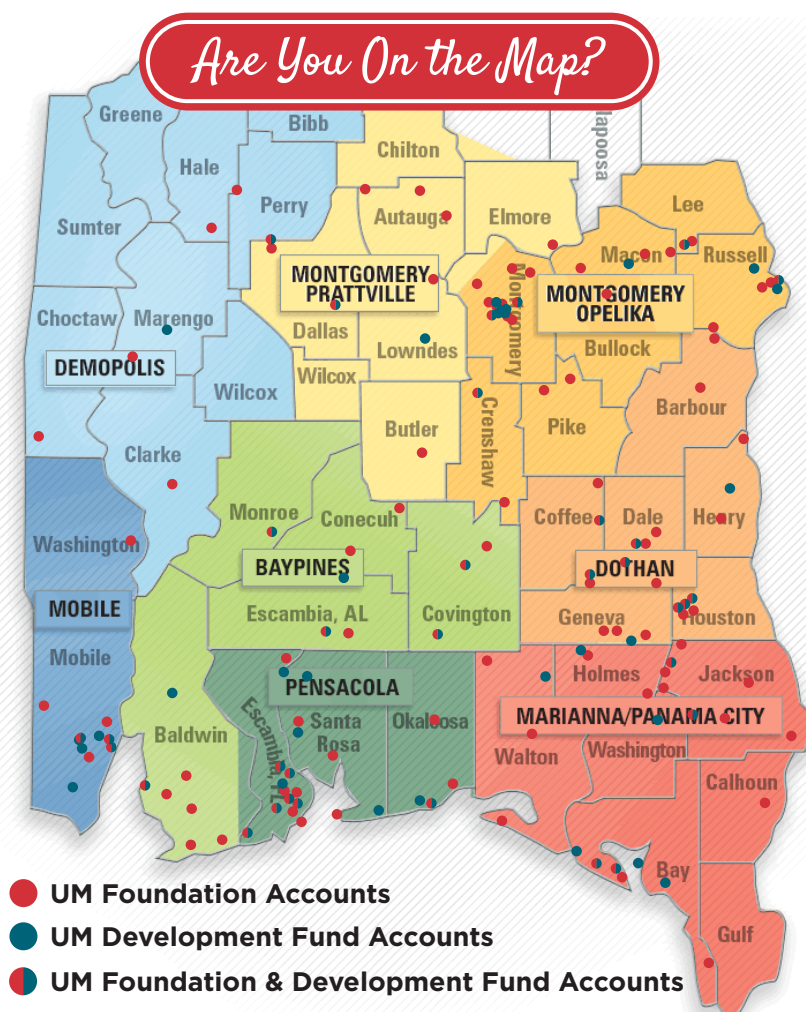 Are You On the Map?
Greene
Bibb
lapoosa
Chilton
Hale
Perry
Autauga
Elmore
Lee
Sumter
Macon
Russell
MONTGOMERY
PRATTVILLE
Montgomery
MONTGOMERY
OPELIKA
Choctaw
Marengo
Dallas
Lowndes
Bullock
DEMOPOLIS
Wilcox
Wilcox
Crenshaw
Barbour
Butler
Pike
Clarke
Monroe
Conecuh
Coffee
Dale
Henry
Washington
BAYPINES
DOTHAN
MOBILE
Escambia, AL
Covington
Geneva
Houston
Mobile
Holmes
Jackson
PENSACOLA
Escambia, FL
Santa
Rosa
Okaloosa
MARIANNA/PANAMA CITY
Baldwin
Walton
Washington
Calhoun
Bay
Gulf
UM Foundation Accounts
UM Development Fund Accounts
UM Foundation & Development Fund Accounts